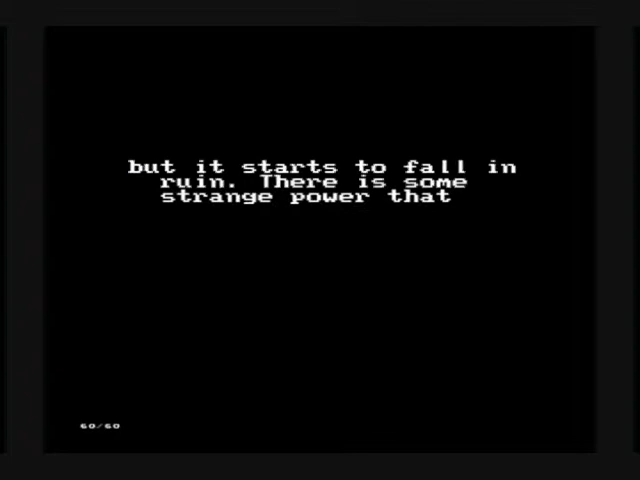 but it starts to fall in
ruin. There is some
strange power that
60/60